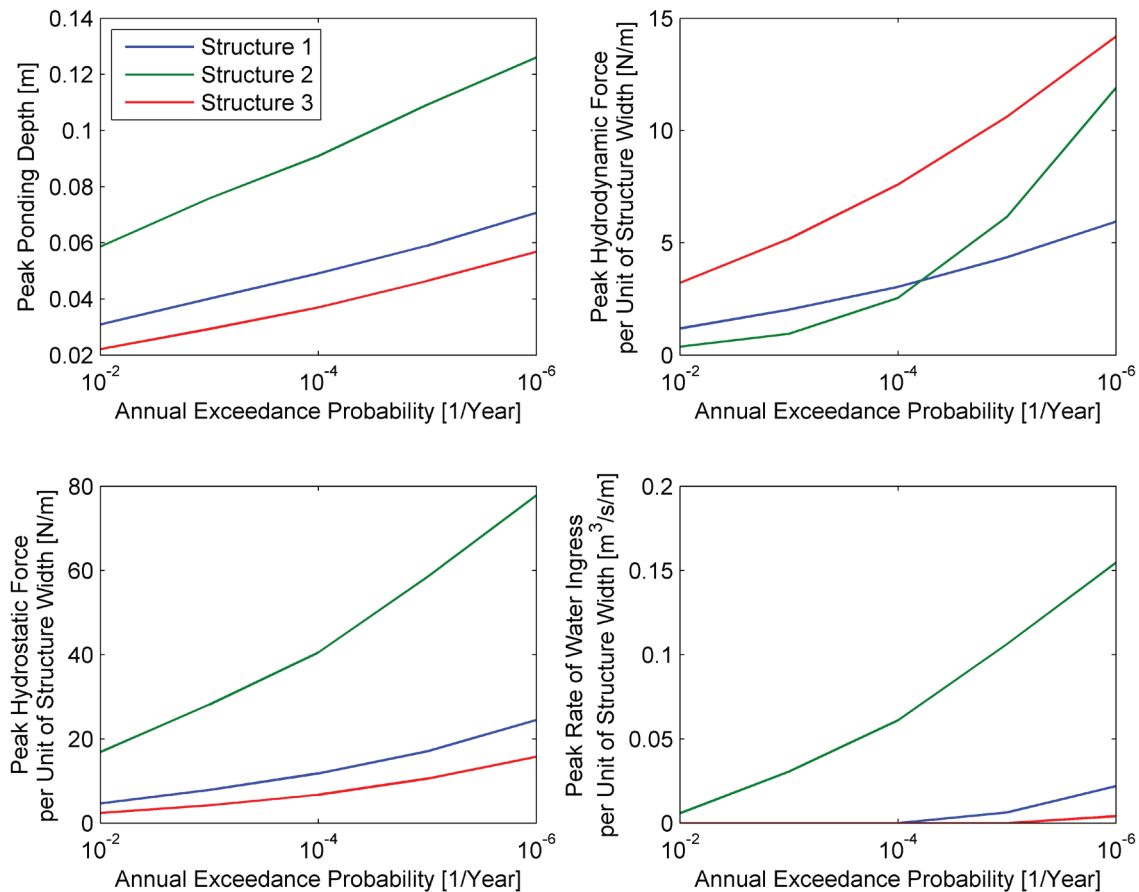 0.14
0.12
0.1
0.08
0.06
0.04
0.02
Peak Ponding Depth [m]
Structure 1
Structure 2
Structure 3
10-2
10-4
10-6
Annual Exceedance Probability [1/Year]
15
10
5
0
Peak Hydrodynamic Force
per Unit of Structure Width [N/m]
10-2
10-4
10-6
Annual Exceedance Probability [1/Year]
80
60
40
20
0
Peak Hydrostatic Force
per Unit of Structure Width [N/m]
10-2
10-4
10-6
Annual Exceedance Probability [1/Year]
0.2
0.15
0.1
0.05
0
Peak Rate of Water Ingress
per Unit of Structure Width [m3/s/m]
10-2
10-4
10-6
Annual Exceedance Probability [1/Year]